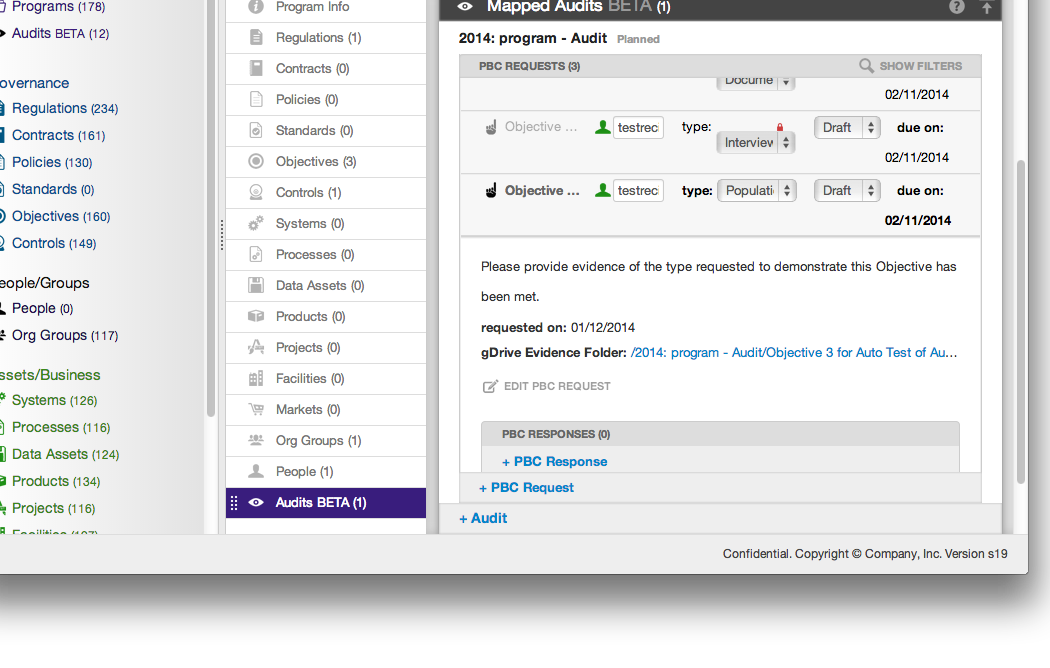 Programs (178)
Audits BETA (12)
overnance
Regulations (234)
Contracts (161)
Policies (130)
Standards (0)
Objectives (160)
Controls (149)
eople/Groups
People (0)
Org Groups (117)
ssets/Business
Systems (126)
Processes (116)
Data Assets (124)
Products (134)
Projects (116)
Program Info
Regulations (1)
Contracts (0)
Policies (0)
Standards (0)
Objectives (3)
Controls (1)
Systems (0)
Processes (0)
Data Assets (0)
Products (0)
Projects (0)
Facilities (0)
Markets (0)
Org Groups (1)
People (1)
Audits BETA (1)
Mapped Audits BETA (1)
2014: program - Audit Planned
PBC REQUESTS (3) SHOW FILTERS
Docume
02/11/2014
Objective ... testrec type: Interview Draft due on:
02/11/2014
Objective ... testrec type: Populati Draft due on:
02/11/2014
Please provide evidence of the type requested to demonstrate this Objective has
been met.
requested on: 01/12/2014
gDrive Evidence Folder: /2014: program - Audit/Objective 3 for Auto Test of Au...
EDIT PBC REQUEST
PBC RESPONSES (0)
+ PBC Response
+ PBC Request
+ Audit
Confidential. Copyright © Company, Inc. Version s19